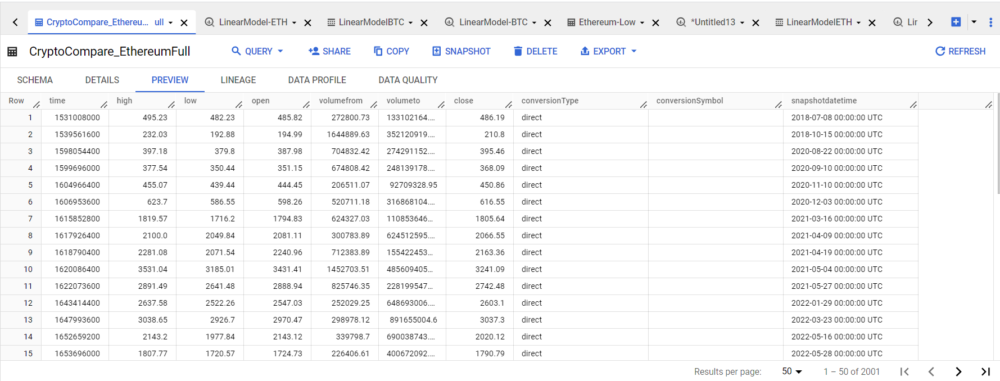 CryptoCompare_Ethereu... ull LinearModel-ETH LinearModelBTC LinearModel-BTC Ethereum-Low *Untitled13 LinearModelETH Lir
CryptoCompare_EthereumFull QUERY SHARE COPY SNAPSHOT DELETE EXPORT REFRESH
SCHEMA DETAILS PREVIEW LINEAGE DATA PROFILE DATA QUALITY
Row time high low open volumefrom volumeto close conversionType conversionSymbol snapshotdatetime
1 1531008000 495.23 482.23 485.82 272800.73 133102164.... 486.19 direct 2018-07-08 00:00:00 UTC
2 1539561600 232.03 192.88 194.99 1644889.63 352120919.... 210.8 direct 2018-10-15 00:00:00 UTC
3 1598054400 397.18 379.8 387.98 704832.42 274291152.... 395.46 direct 2020-08-22 00:00:00 UTC
4 1599696000 377.54 350.44 351.15 674808.42 248139178.... 368.09 direct 2020-09-10 00:00:00 UTC
5 1604966400 455.07 439.44 444.45 206511.07 92709328.95 450.86 direct 2020-11-10 00:00:00 UTC
6 1606953600 623.7 586.55 598.26 520711.18 316868104.... 616.55 direct 2020-12-03 00:00:00 UTC
7 1615852800 1819.57 1716.2 1794.83 624327.03 110853646... 1805.64 direct 2021-03-16 00:00:00 UTC
8 1617926400 2100.0 2049.84 2081.11 300783.89 624512595.... 2066.55 direct 2021-04-09 00:00:00 UTC
9 1618790400 2281.08 2071.54 2240.96 712383.89 155422453... 2163.36 direct 2021-04-19 00:00:00 UTC
10 1620086400 3531.04 3185.01 3431.41 1452703.51 485609405... 3241.09 direct 2021-05-04 00:00:00 UTC
11 1622073600 2891.49 2641.48 2888.94 825746.35 228199547... 2742.48 direct 2021-05-27 00:00:00 UTC
12 1643414400 2637.58 2522.26 2547.03 252029.25 648693006.... 2603.1 direct 2022-01-29 00:00:00 UTC
13 1647993600 3038.65 2926.7 2970.47 298978.12 891655004.6 3037.3 direct 2022-03-23 00:00:00 UTC
14 1652659200 2143.2 1977.84 2143.12 339798.7 690038743.... 2020.12 direct 2022-05-16 00:00:00 UTC
15 1653696000 1807.77 1720.57 1724.73 226406.61 400672092.... 1790.79 direct 2022-05-28 00:00:00 UTC
Results per page: 50 1 – 50 of 2001